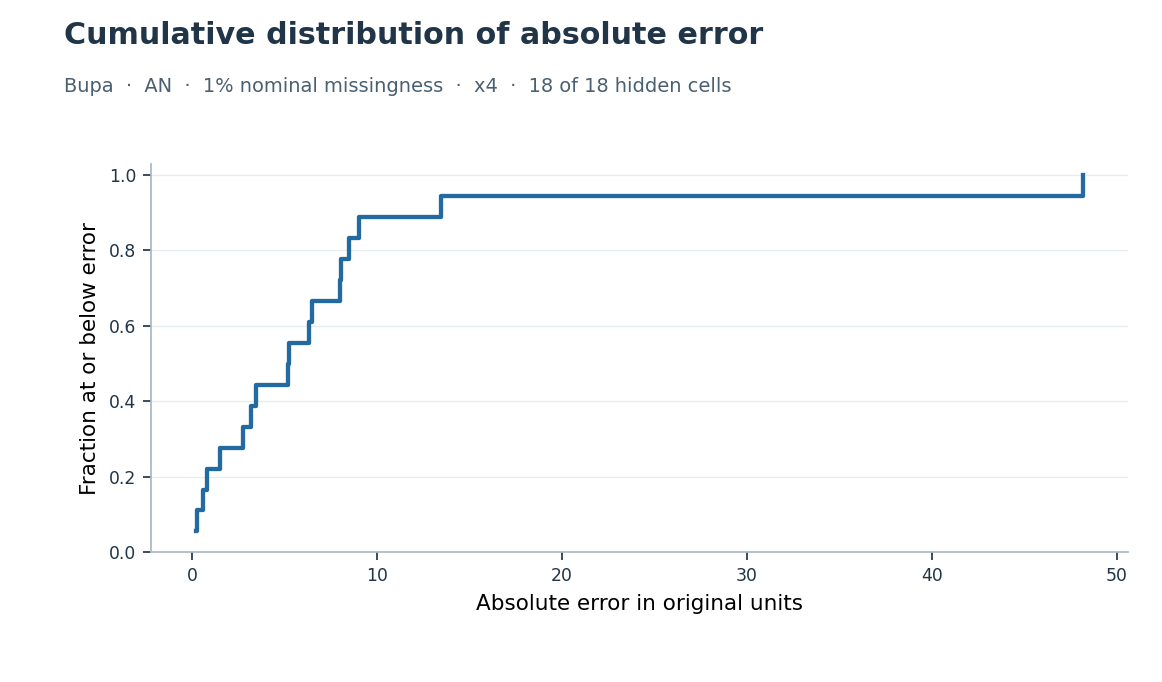 Cumulative distribution of absolute error
Bupa · AN · 1% nominal missingness · x4 · 18 of 18 hidden cells
Fraction at or below error
1.0
0.8
0.6
0.4
0.2
0.0
0 10 20 30 40 50
Absolute error in original units